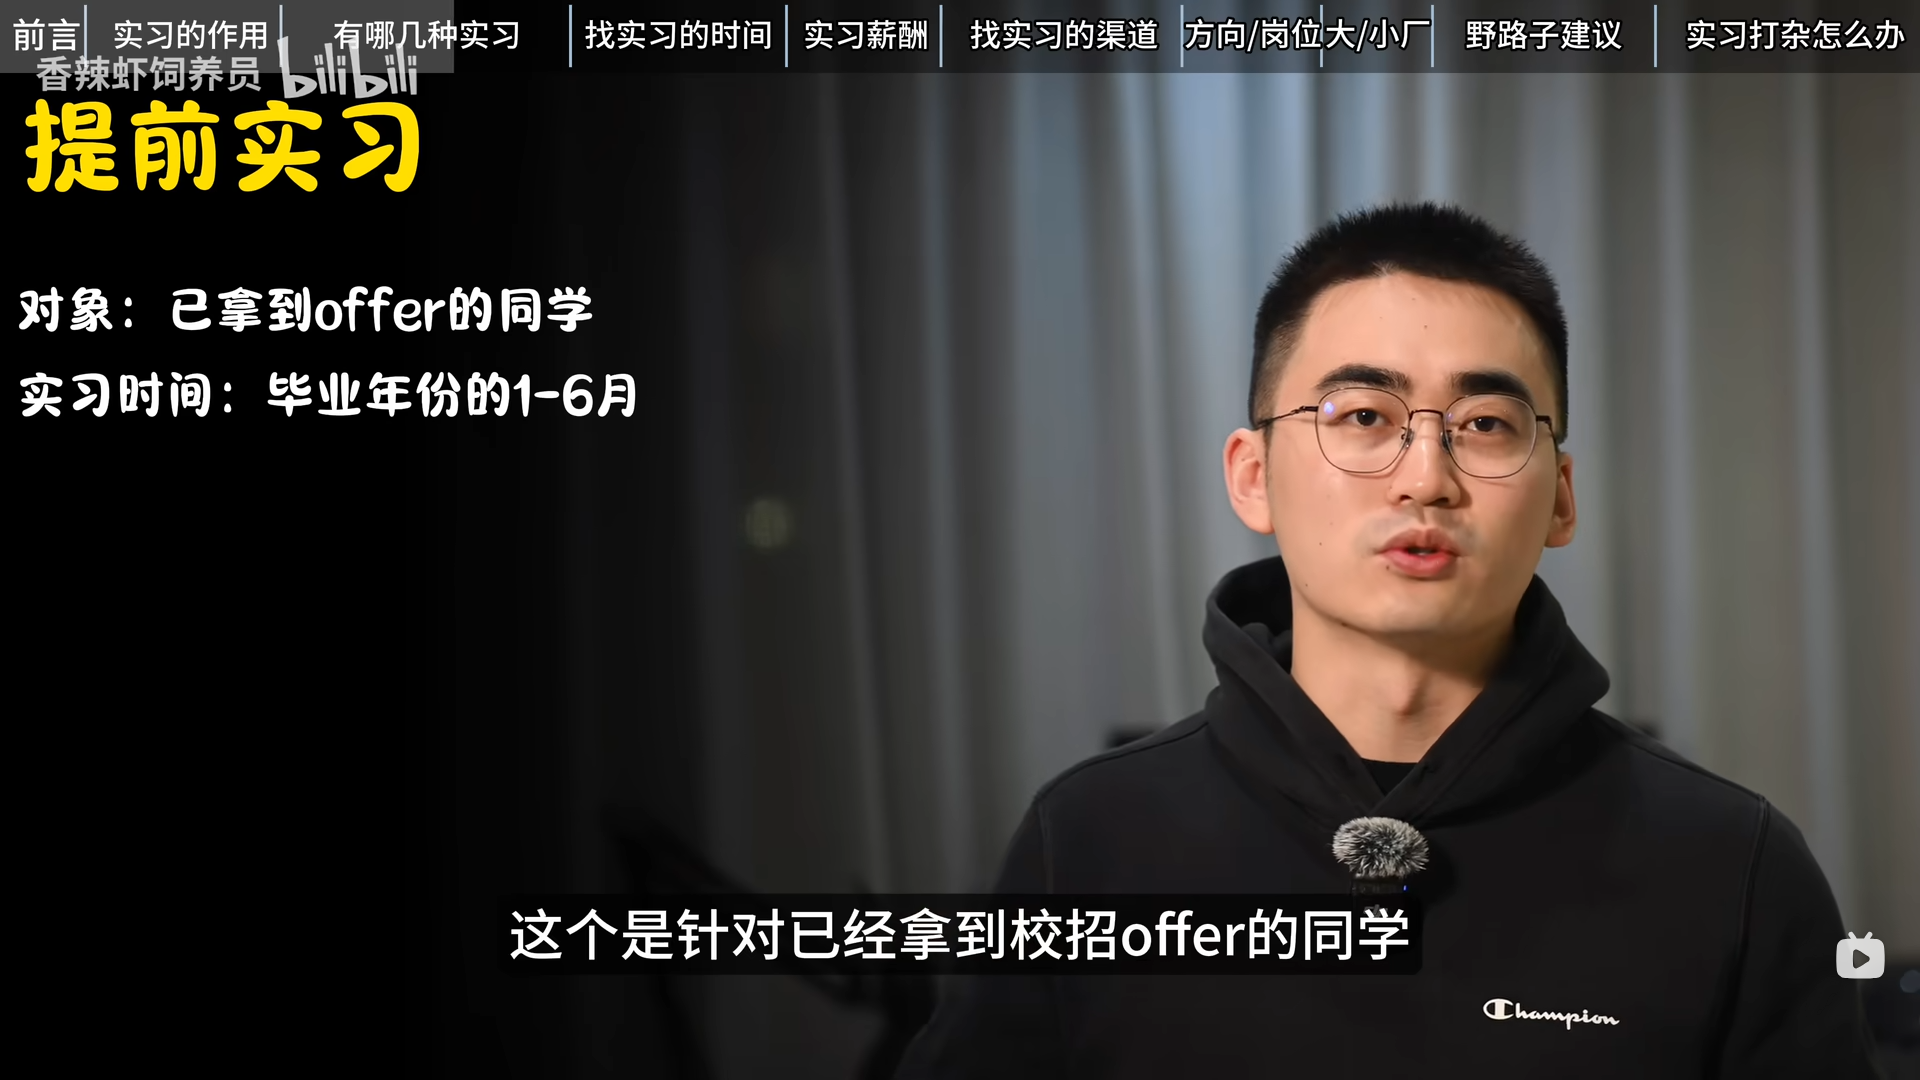 前言 实习的作用 有哪几种实习 找实习的时间 实习薪酬 找实习的渠道 方向/岗位 大/小厂 野路子建议 实习打杂怎么办
香辣虾饲养员 bilibili
提前实习
对象：已拿到offer的同学
实习时间：毕业年份的1-6月
这个是针对已经拿到校招offer的同学
Champion